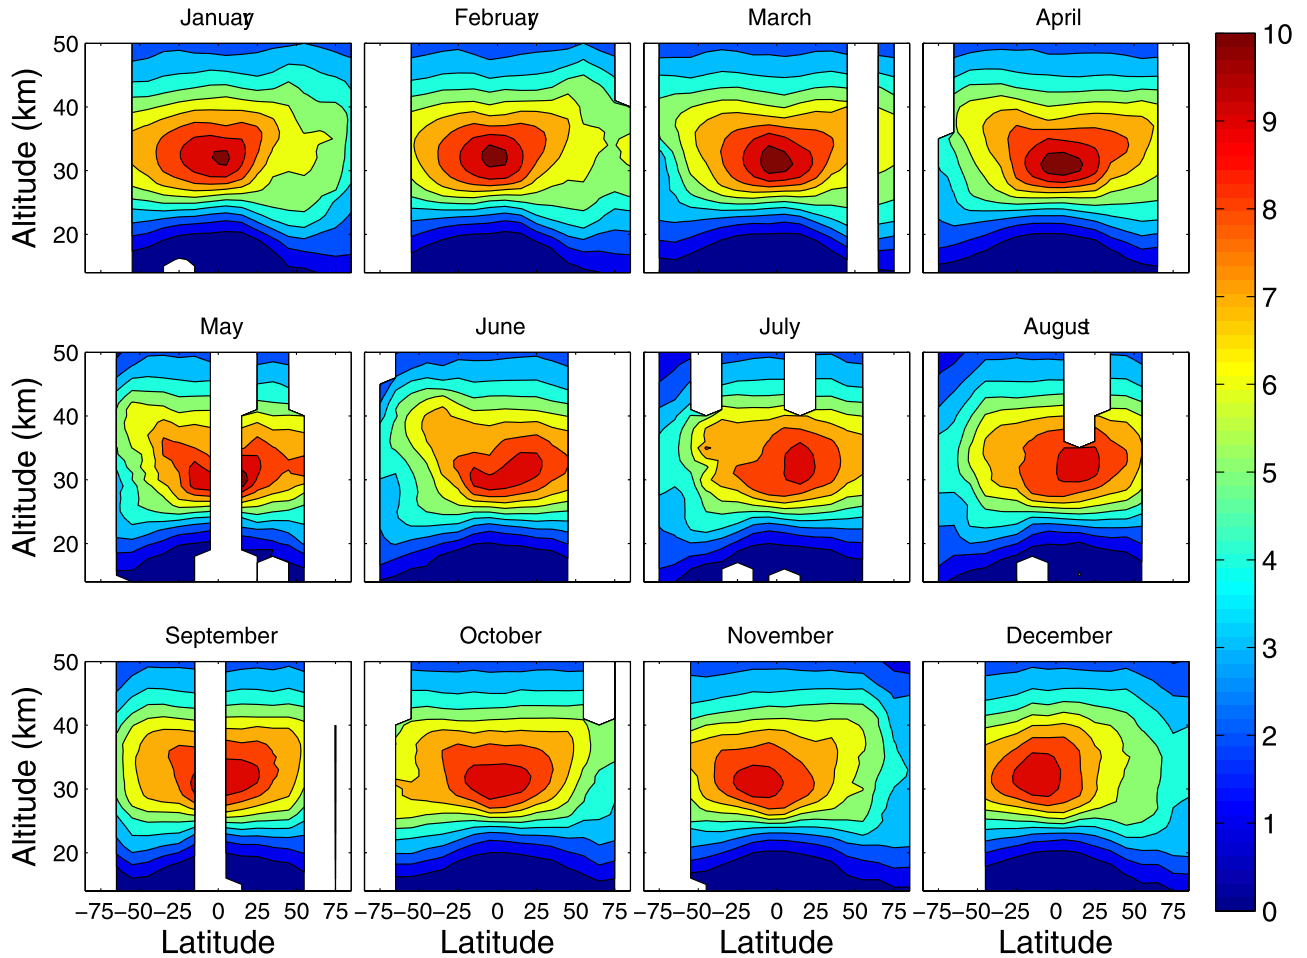 January February March April
50
40
30
20
Altitude (km)
May June July August
50
40
30
20
Altitude (km)
September October November December
50
40
30
20
Altitude (km)
−75 −50 −25 0 25 50 75 −75 −50 −25 0 25 50 75 −75 −50 −25 0 25 50 75 −75 −50 −25 0 25 50 75
Latitude Latitude Latitude Latitude
10
9
8
7
6
5
4
3
2
1
0